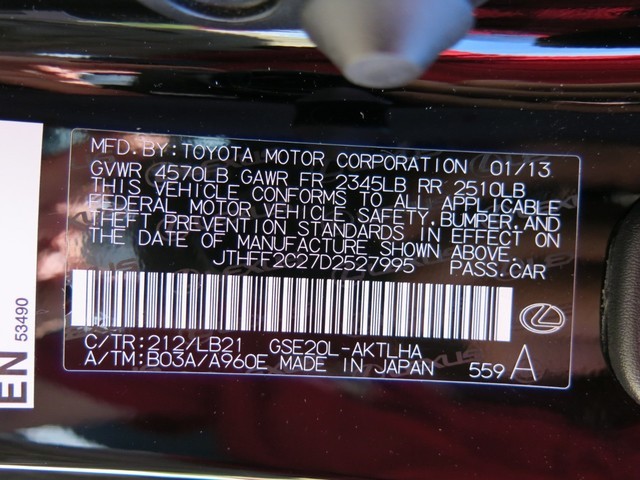 MFD. BY: TOYOTA MOTOR CORPORATION 01/13
GVWR 4570LB GAWR FR 2345LB RR 2510LB
THIS VEHICLE CONFORMS TO ALL APPLICABLE
FEDERAL MOTOR VEHICLE SAFETY, BUMPER, AND
THEFT PREVENTION STANDARDS IN EFFECT ON
THE DATE OF MANUFACTURE SHOWN ABOVE.
JTHFF2C27D2527995 PASS. CAR
C/TR: 212/LB21 GSE20L-AKTLHA
A/TM: B03A/A960E MADE IN JAPAN 559 A
EN
53490